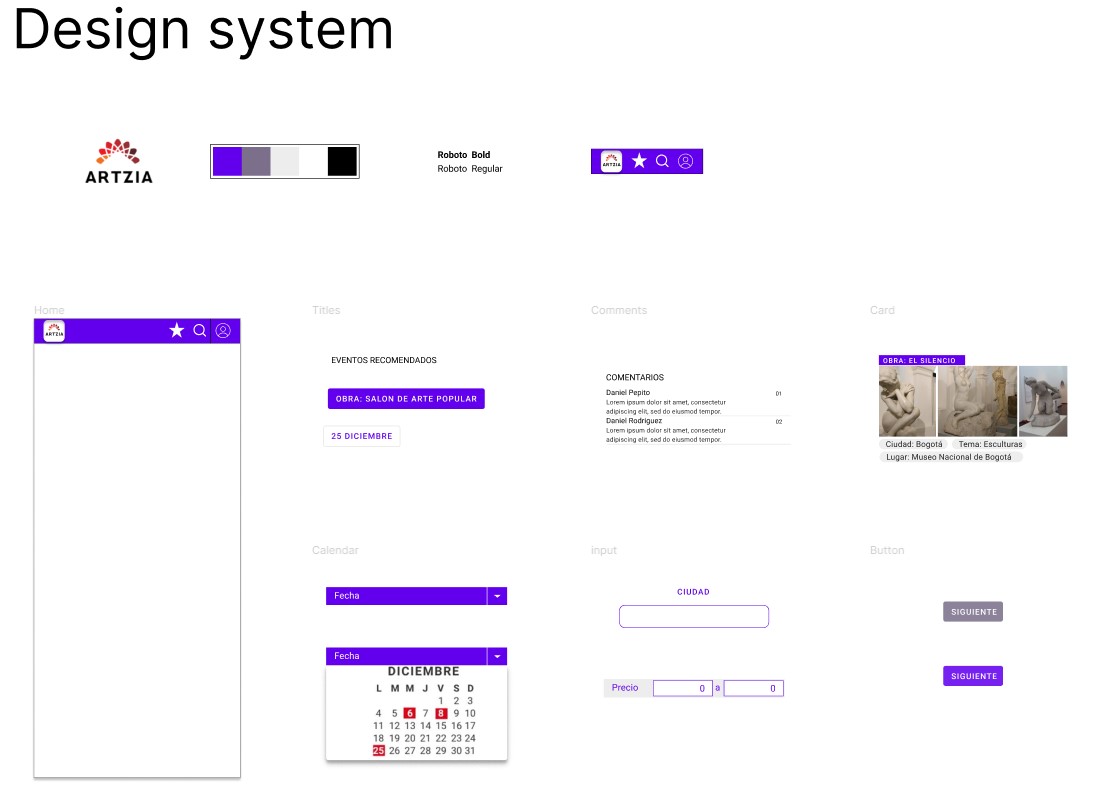 Design system
ARTZIA
Roboto Bold
Roboto Regular
ARTZIA
Home
ARTZIA
Titles
EVENTOS RECOMENDADOS
OBRA: SALON DE ARTE POPULAR
25 DICIEMBRE
Comments
COMENTARIOS
Daniel Pepito 01
Lorem ipsum dolor sit amet, consectetur
adipiscing elit, sed do eiusmod tempor.
Daniel Rodriguez 02
Lorem ipsum dolor sit amet, consectetur
adipiscing elit, sed do eiusmod tempor.
Card
OBRA: EL SILENCIO
Ciudad: Bogotá Tema: Esculturas
Lugar: Museo Nacional de Bogotá
Calendar
Fecha
Fecha
DICIEMBRE
L M M J V S D
1 2 3
4 5 6 7 8 9 10
11 12 13 14 15 16 17
18 19 20 21 22 23 24
25 26 27 28 29 30 31
input
CIUDAD
Precio 0 a 0
Button
SIGUIENTE
SIGUIENTE